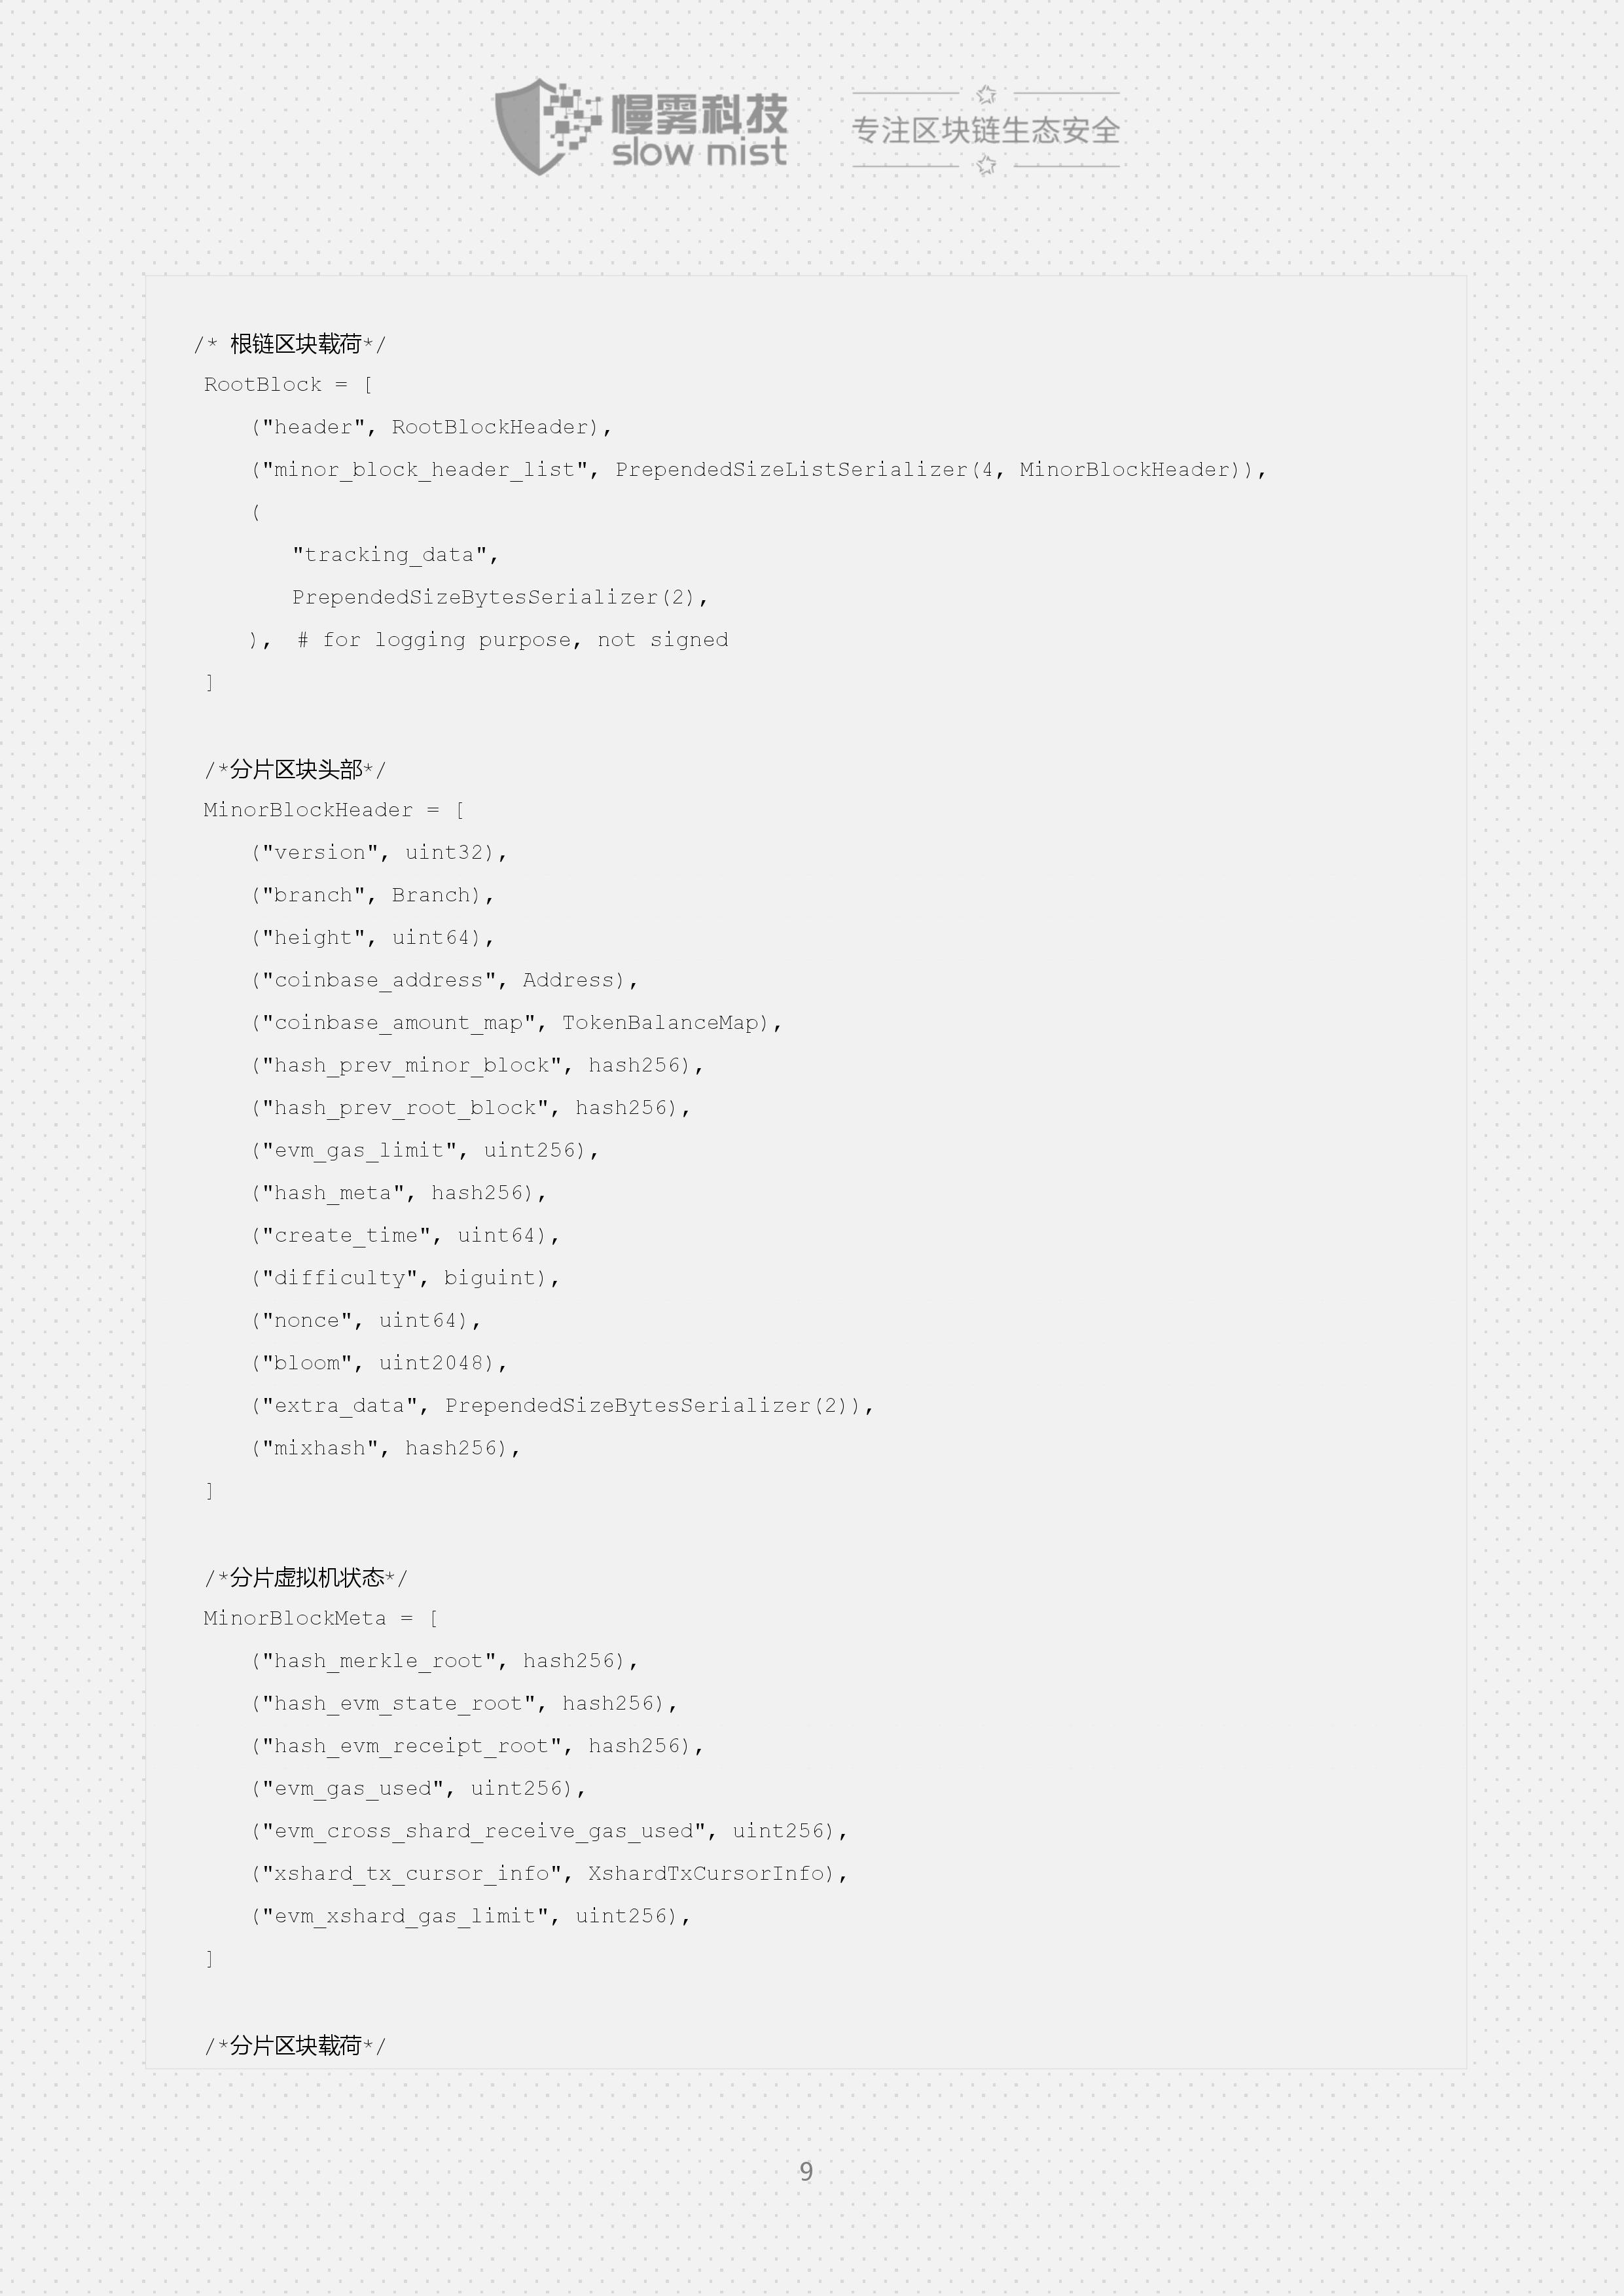 慢雾科技
slow mist
专注区块链生态安全
/* 根链区块载荷*/
RootBlock = [
("header", RootBlockHeader),
("minor_block_header_list", PrependedSizeListSerializer(4, MinorBlockHeader)),
(
"tracking_data",
PrependedSizeBytesSerializer(2),
), # for logging purpose, not signed
]
/*分片区块头部*/
MinorBlockHeader = [
("version", uint32),
("branch", Branch),
("height", uint64),
("coinbase_address", Address),
("coinbase_amount_map", TokenBalanceMap),
("hash_prev_minor_block", hash256),
("hash_prev_root_block", hash256),
("evm_gas_limit", uint256),
("hash_meta", hash256),
("create_time", uint64),
("difficulty", biguint),
("nonce", uint64),
("bloom", uint2048),
("extra_data", PrependedSizeBytesSerializer(2)),
("mixhash", hash256),
]
/*分片虚拟机状态*/
MinorBlockMeta = [
("hash_merkle_root", hash256),
("hash_evm_state_root", hash256),
("hash_evm_receipt_root", hash256),
("evm_gas_used", uint256),
("evm_cross_shard_receive_gas_used", uint256),
("xshard_tx_cursor_info", XshardTxCursorInfo),
("evm_xshard_gas_limit", uint256),
]
/*分片区块载荷*/
9